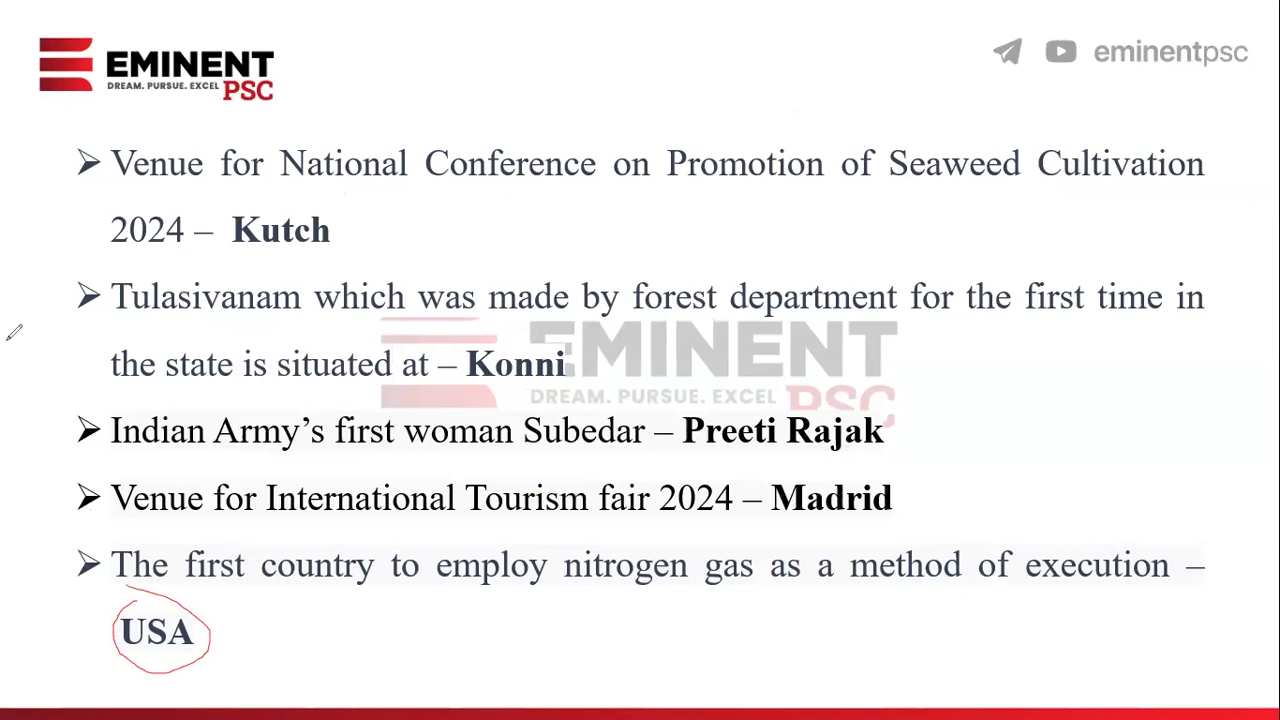 EMINENT
DREAM. PURSUE. EXCEL
PSC
eminentpsc
➢ Venue for National Conference on Promotion of Seaweed Cultivation
2024 – Kutch
➢ Tulasivanam which was made by forest department for the first time in
the state is situated at – Konni
➢ Indian Army’s first woman Subedar – Preeti Rajak
➢ Venue for International Tourism fair 2024 – Madrid
➢ The first country to employ nitrogen gas as a method of execution –
USA
EMINENT
DREAM. PURSUE. EXCEL
PSC